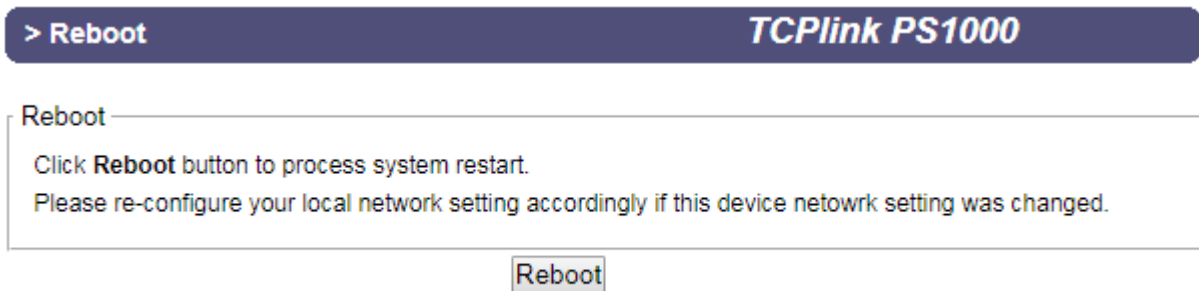 > Reboot
TCPlink PS1000
Reboot
Click Reboot button to process system restart.
Please re-configure your local network setting accordingly if this device netowrk setting was changed.
Reboot